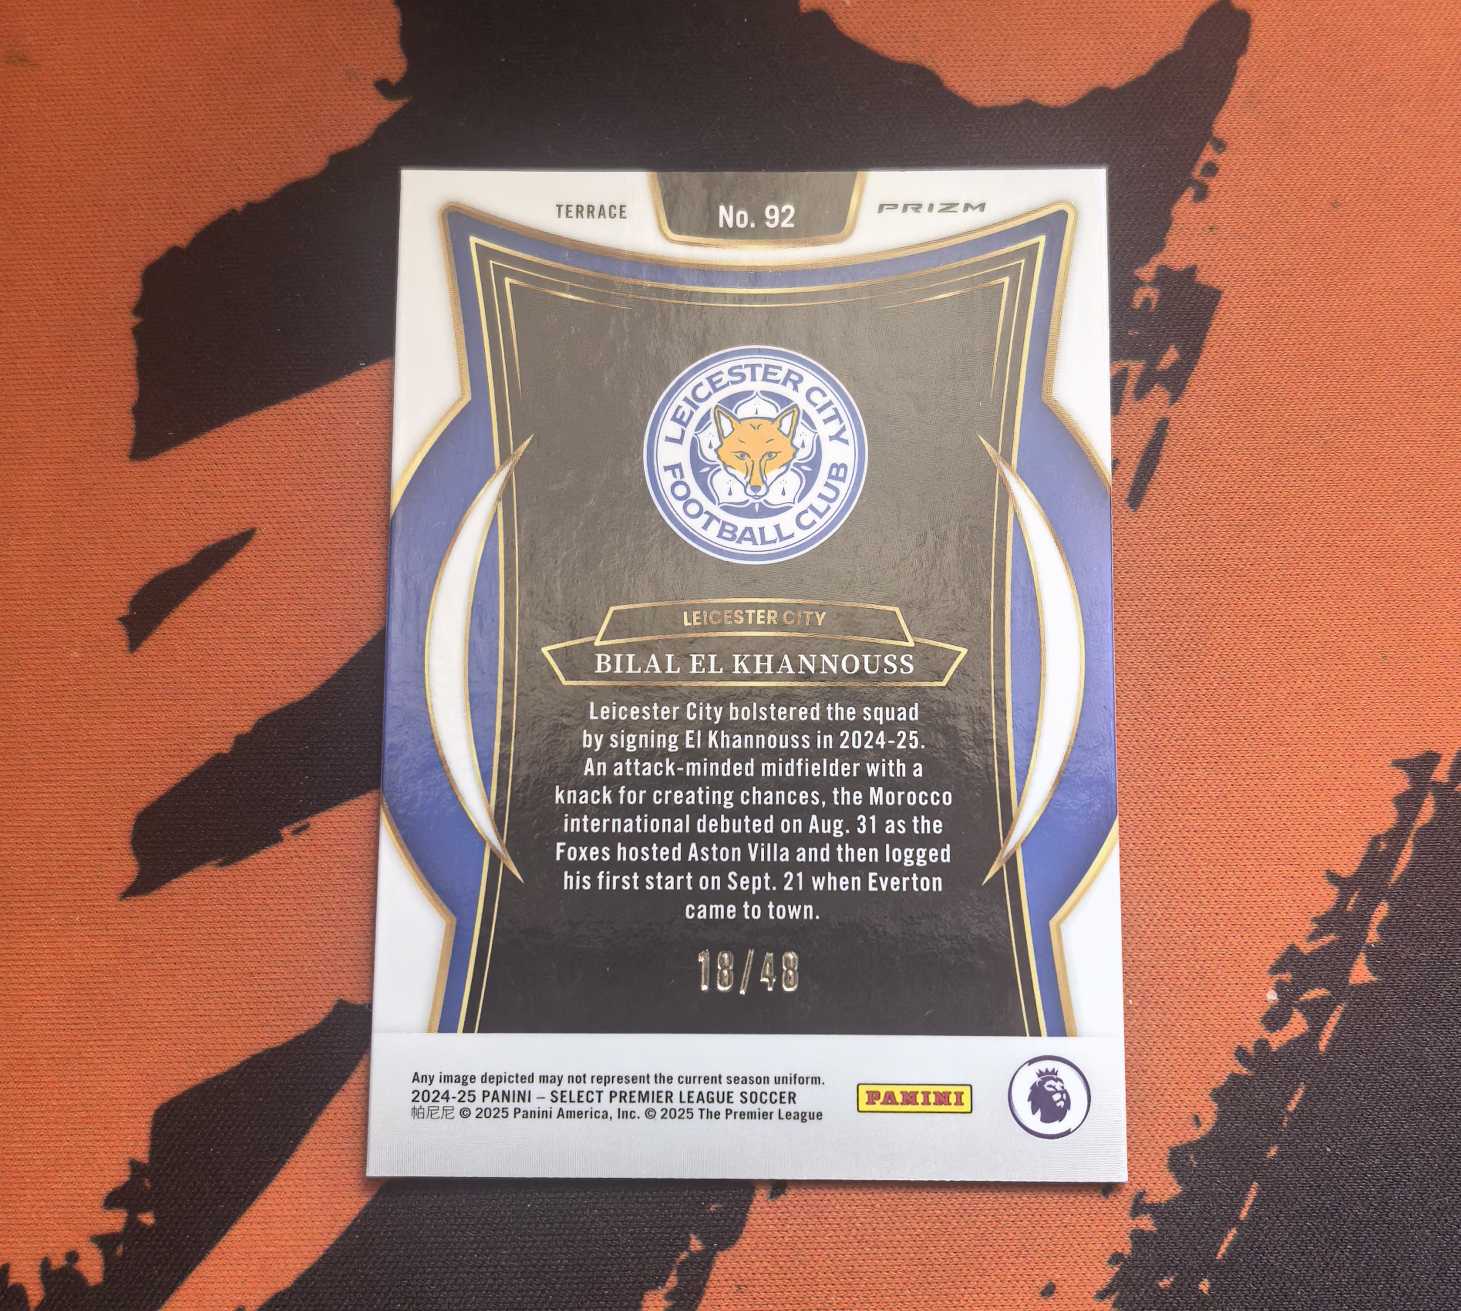 TERRACE
No. 92
PRIZM
LEICESTER CITY
FOOTBALL CLUB
LEICESTER CITY
BILAL EL KHANNOUSS
Leicester City bolstered the squad
by signing El Khannouss in 2024-25.
An attack-minded midfielder with a
knack for creating chances, the Morocco
international debuted on Aug. 31 as the
Foxes hosted Aston Villa and then logged
his first start on Sept. 21 when Everton
came to town.
18/48
Any image depicted may not represent the current season uniform.
2024-25 PANINI – SELECT PREMIER LEAGUE SOCCER
帕尼尼 © 2025 Panini America, Inc. © 2025 The Premier League
PANINI